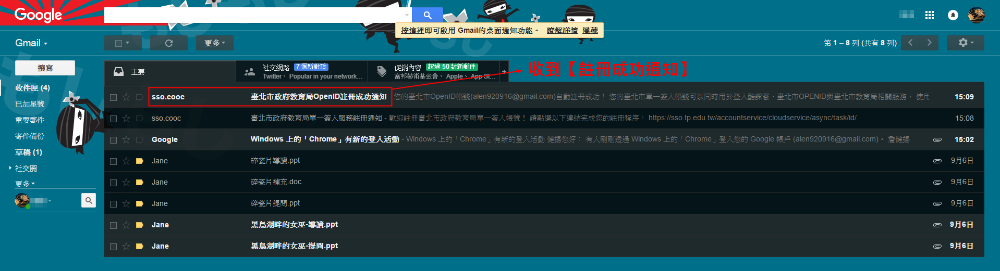 Google
按這裡即可啟用 Gmail的桌面通知功能。 瞭解詳情 隱藏
Gmail
更多
第 1 – 8 列 (共有 8 列)
撰寫
主要
社交網路 7 個新對話
Twitter、 Popular in your network...
促銷內容 超過 50 封新郵件
富邦藝術基金會、 Apple、 App St...
+
收到【註冊成功通知】
收件匣 (4)
已加星號
重要郵件
寄件備份
草稿 (1)
社交圈
更多
sso.cooc 臺北市政府教育局OpenID註冊成功通知 - 您的臺北市OpenID帳號(alen920916@gmail.com)自動註冊成功！ 您的臺北市單一簽入帳號可以同時用於登入酷課雲、臺北市OPENID與臺北市教育局相關服務， 使用 15:09
sso.cooc 臺北市政府教育局單一簽入服務註冊通知 - 歡迎註冊臺北市政府教育局單一簽入帳號！ 請點選以下連結完成您的註冊程序： https://sso.tp.edu.tw/accountservice/cloudservice/async/task/id/ 15:08
Google Windows 上的「Chrome」有新的登入活動 - Windows 上的「Chrome」有新的登入活動 健揚您好： 有人剛剛透過 Windows 上的「Chrome」登入您的 Google 帳戶 (alen920916@gmail.com)。 詹健揚 15:02
Jane 碎瓷片導讀.ppt 9月6日
Jane 碎瓷片補充.doc 9月6日
Jane 碎瓷片提問.ppt 9月6日
Jane 黑鳥湖畔的女巫-導讀.ppt 9月6日
Jane 黑鳥湖畔的女巫-提問.ppt 9月6日